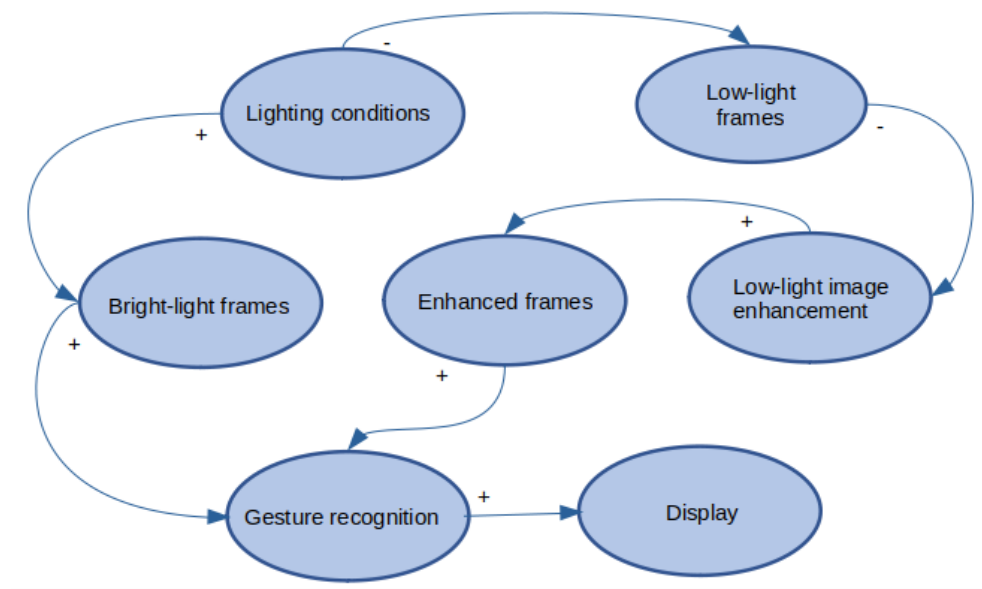 -
Lighting conditions
Low-light
frames
+
-
+
Low-light image
enhancement
Enhanced frames
Bright-light frames
+
+
+
Gesture recognition
Display